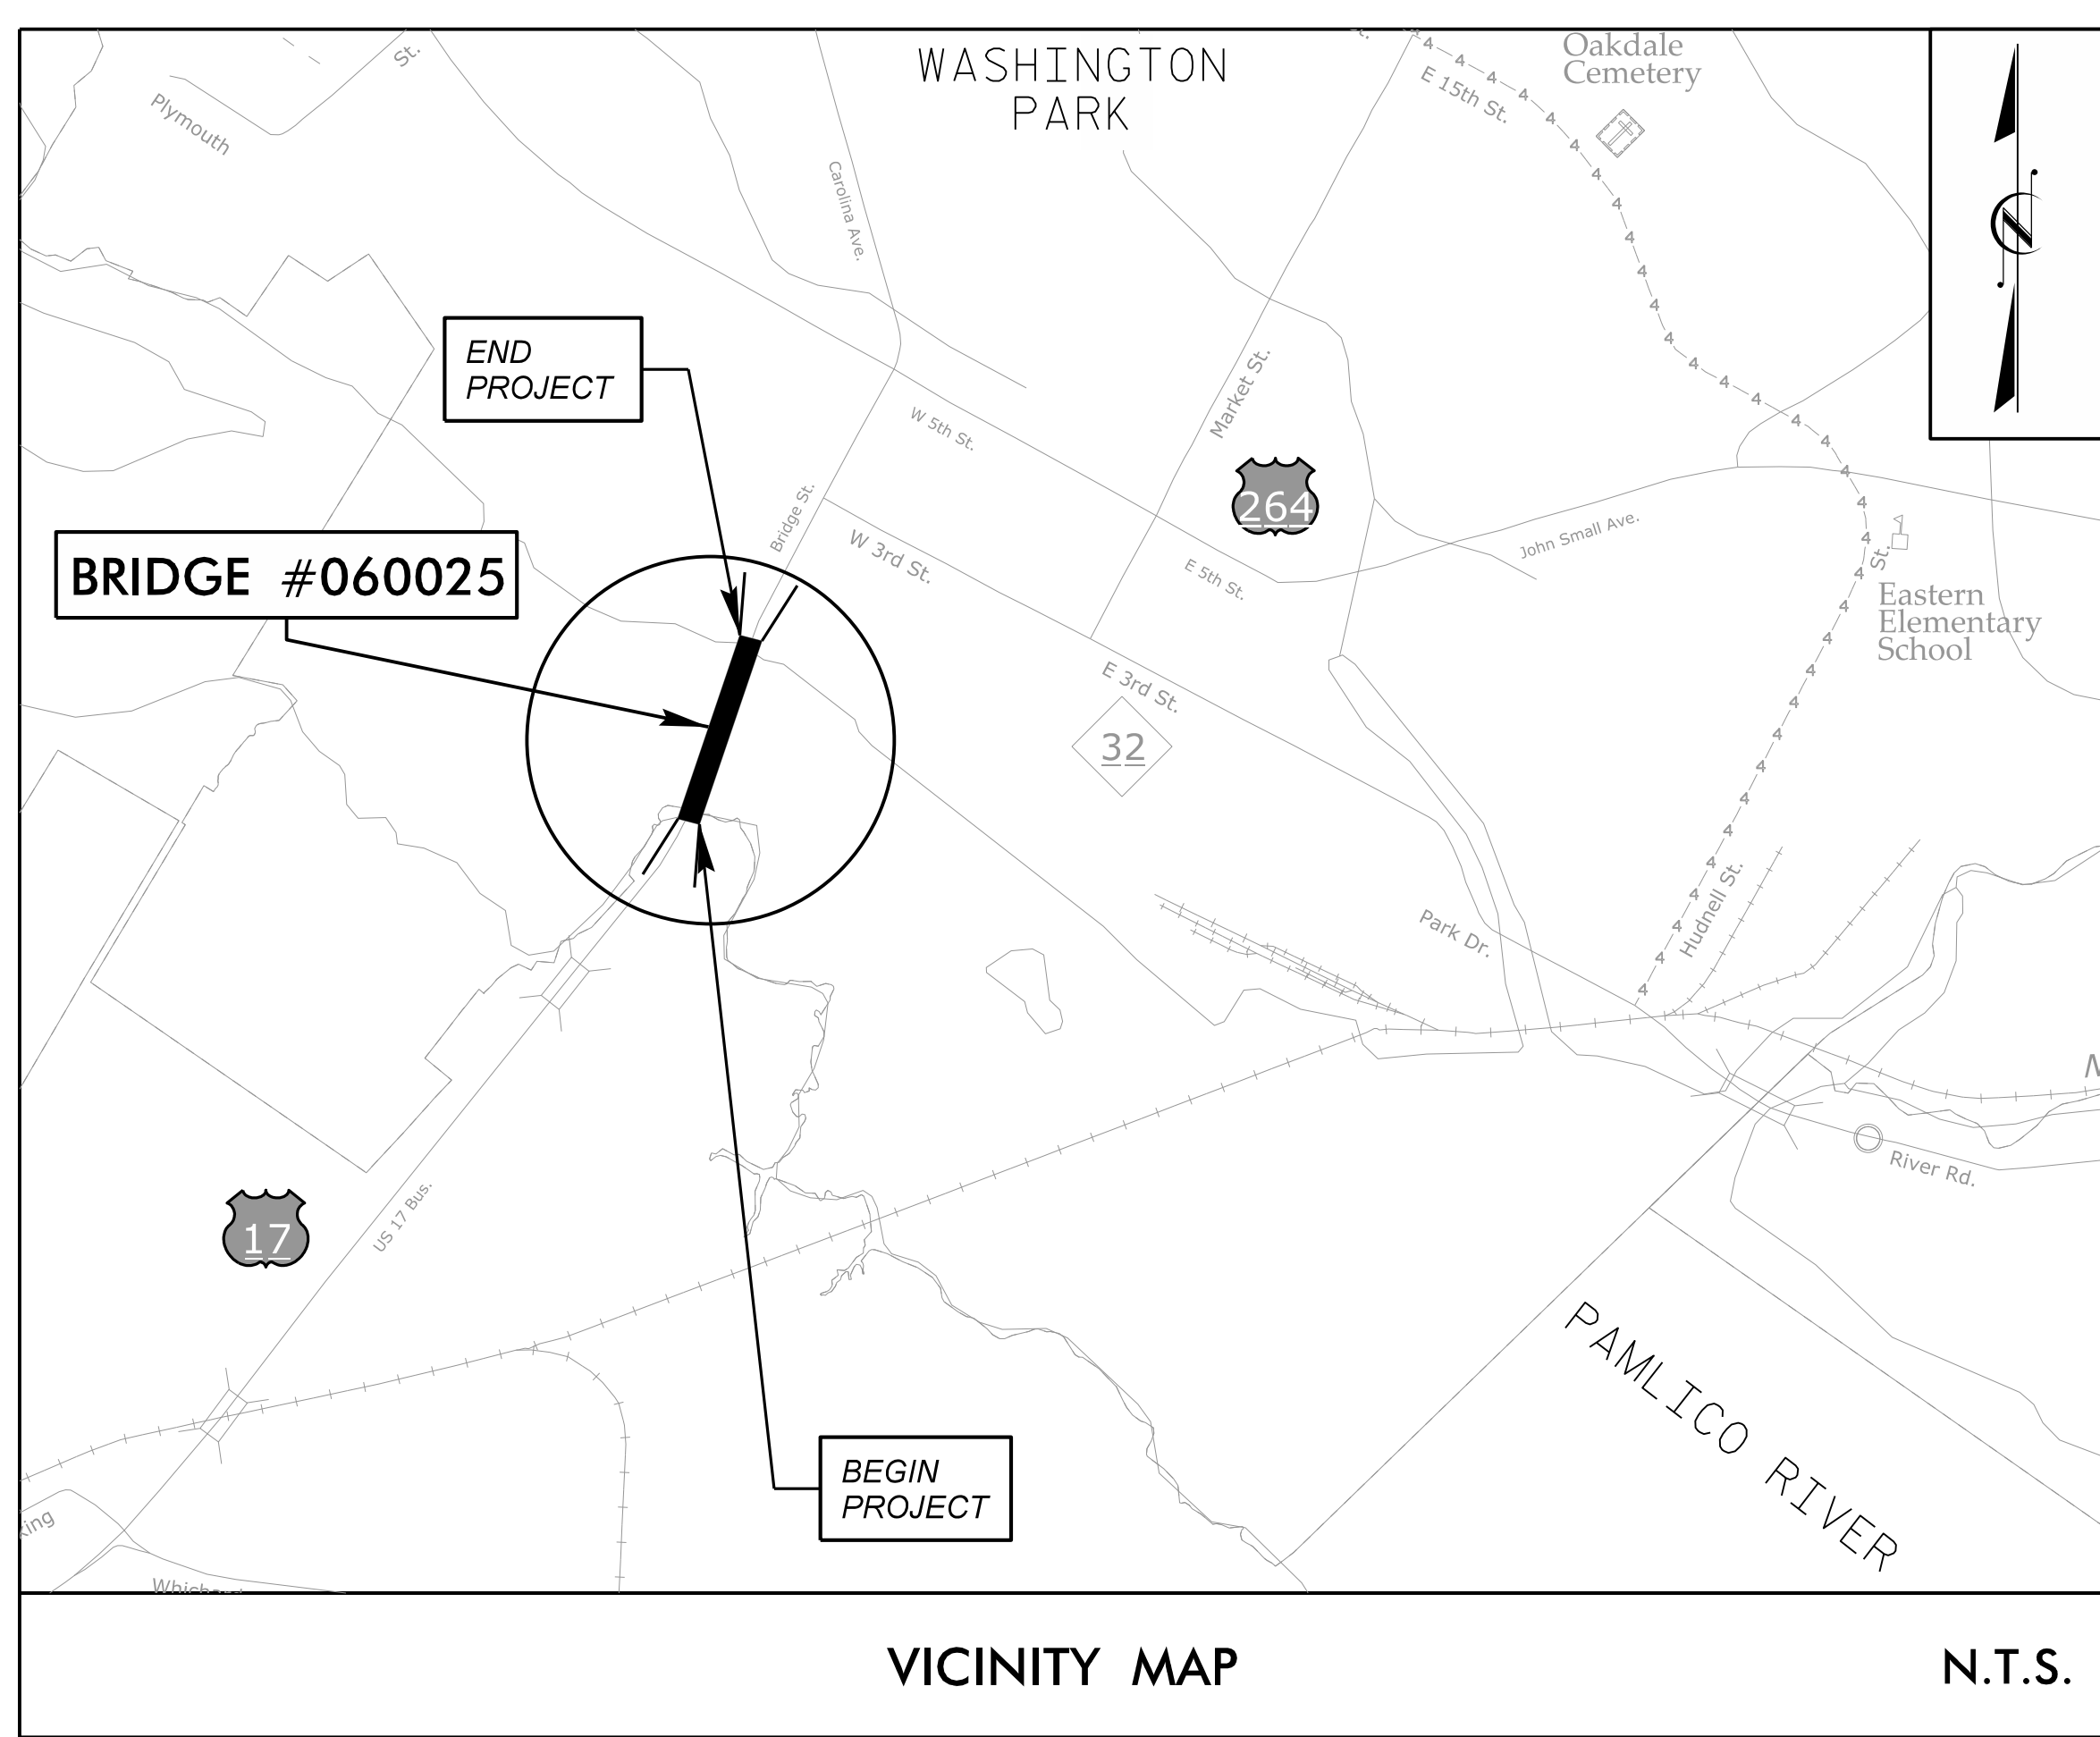 WASHINGTON
PARK
Oakdale
Cemetery
St.
Plymouth
E 15th St.
Carolina Ave.
N
END
PROJECT
Market St.
W 5th St.
264
Bridge St.
W 3rd St.
John Small Ave.
E 5th St.
St.
BRIDGE #060025
Eastern
Elementary
School
E 3rd St.
32
Hudnell St.
Park Dr.
River Rd.
US 17 Bus.
17
PAMLICO RIVER
BEGIN
PROJECT
VICINITY MAP
N.T.S.